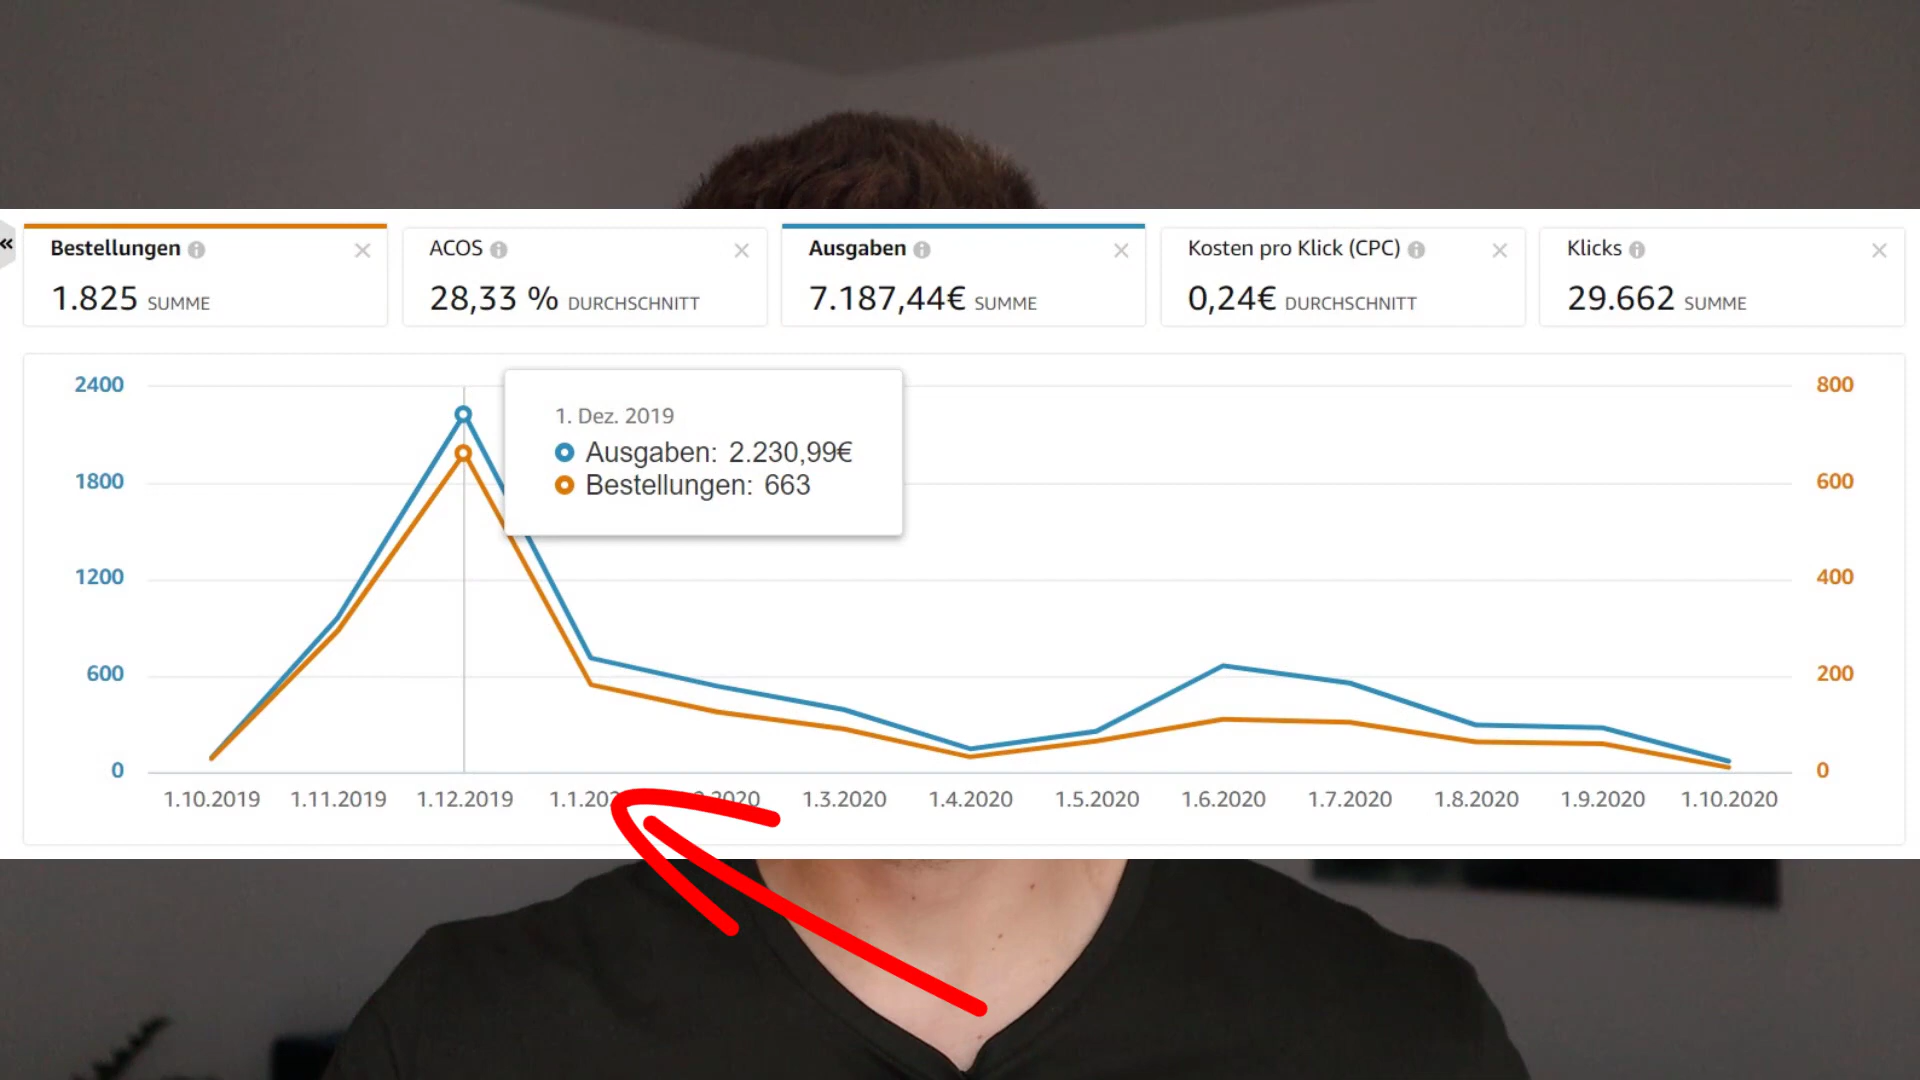 «
Bestellungen
1.825 SUMME
ACOS
28,33 % DURCHSCHNITT
Ausgaben
7.187,44€ SUMME
Kosten pro Klick (CPC)
0,24€ DURCHSCHNITT
Klicks
29.662 SUMME
2400
1800
1200
600
0
1. Dez. 2019
Ausgaben: 2.230,99€
Bestellungen: 663
800
600
400
200
0
1.10.2019 1.11.2019 1.12.2019 1.3.2020 1.4.2020 1.5.2020 1.6.2020 1.7.2020 1.8.2020 1.9.2020 1.10.2020